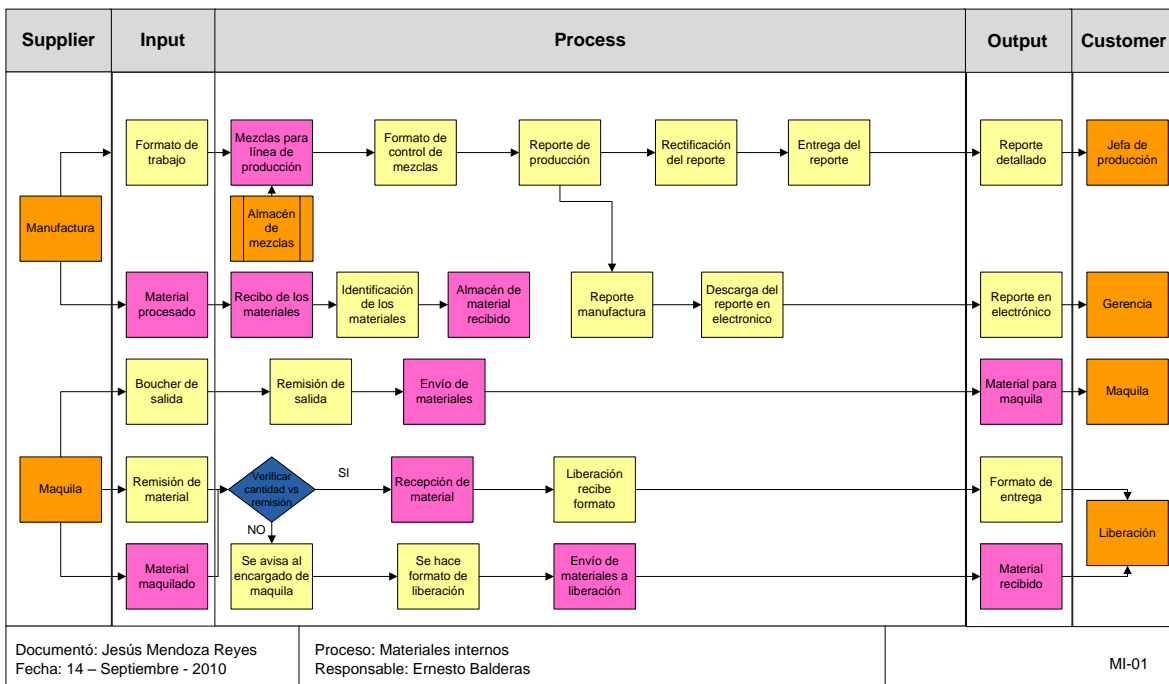 Supplier
Input
Process
Output
Customer
Formato de
trabajo
Mezclas para
línea de
producción
Formato de
control de
mezclas
Reporte de
producción
Rectificación
del reporte
Entrega del
reporte
Reporte
detallado
Jefa de
producción
Manufactura
Almacén
de
mezclas
Material
procesado
Recibo de los
materiales
Identificación
de los
materiales
Almacén de
material
recibido
Reporte
manufactura
Descarga del
reporte en
electronico
Reporte en
electrónico
Gerencia
Boucher de
salida
Remisión de
salida
Envío de
materiales
Material para
maquila
Maquila
Maquila
Remisión de
material
Verificar
cantidad vs
remisión
SI
Recepción de
material
Liberación
recibe
formato
Formato de
entrega
Liberación
NO
Material
maquilado
Se avisa al
encargado de
maquila
Se hace
formato de
liberación
Envío de
materiales a
liberación
Material
recibido
Documentó: Jesús Mendoza Reyes
Fecha: 14 – Septiembre - 2010
Proceso: Materiales internos
Responsable: Ernesto Balderas
MI-01